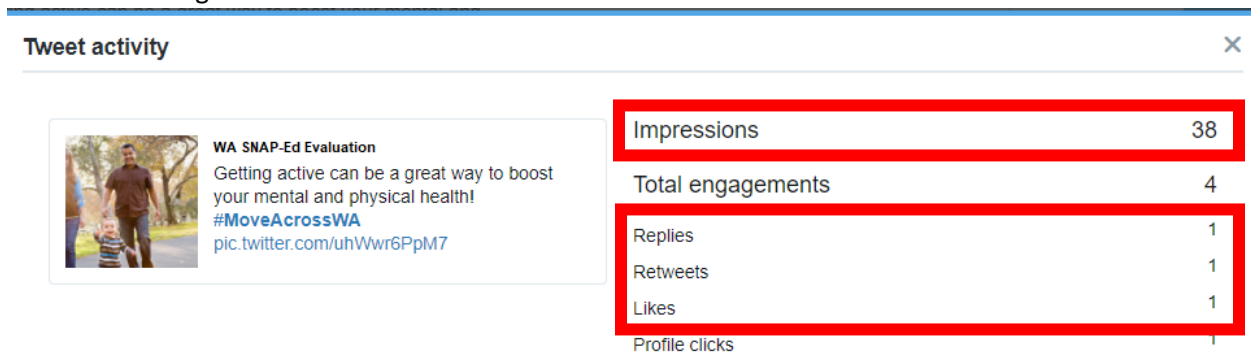 Tweet activity
×
WA SNAP-Ed Evaluation
Getting active can be a great way to boost
your mental and physical health!
#MoveAcrossWA
pic.twitter.com/uhWwr6PpM7
Impressions 38
Total engagements 4
Replies 1
Retweets 1
Likes 1
Profile clicks 1